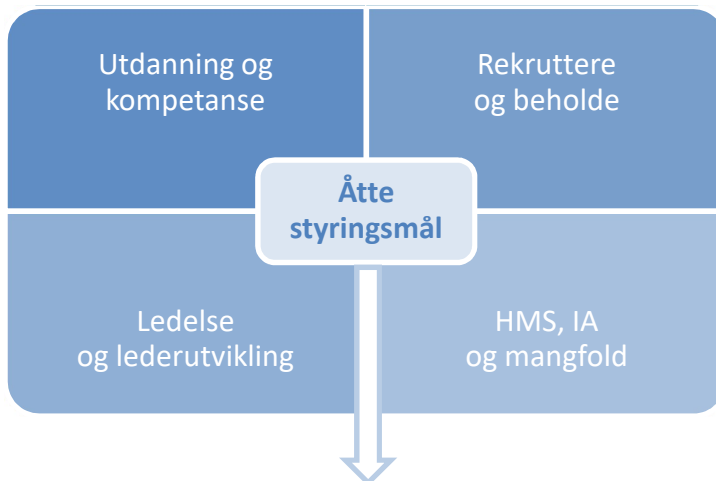 Utdanning og
kompetanse
Rekruttere
og beholde
Åtte
styringsmål
Ledelse
og lederutvikling
HMS, IA
og mangfold